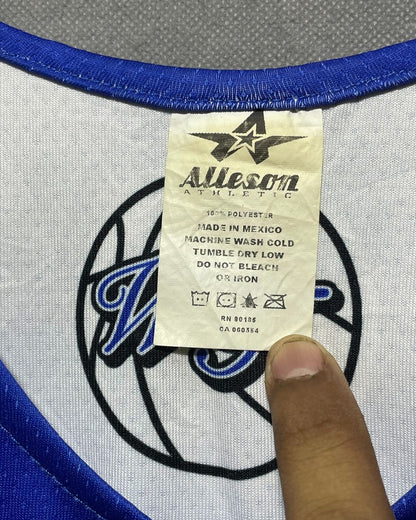 Alleson
ATHLETIC
100% POLYESTER
MADE IN MEXICO
MACHINE WASH COLD
TUMBLE DRY LOW
DO NOT BLEACH
OR IRON
RN 90186
CA 060354